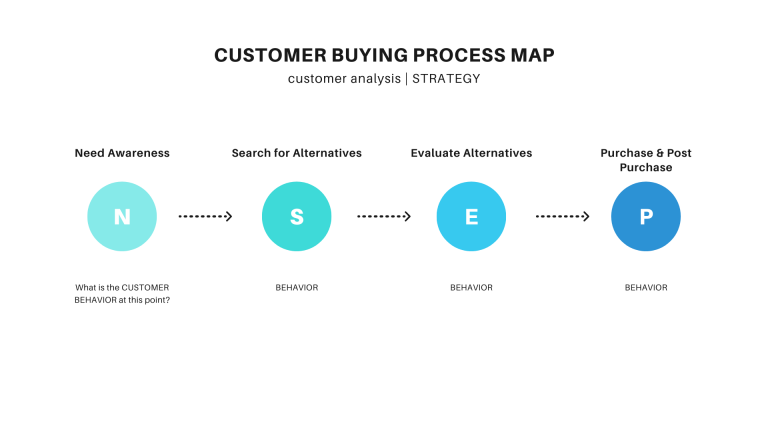 CUSTOMER BUYING PROCESS MAP
customer analysis | STRATEGY
Need Awareness
Search for Alternatives
Evaluate Alternatives
Purchase & Post
Purchase
N
S
E
P
What is the CUSTOMER
BEHAVIOR at this point?
BEHAVIOR
BEHAVIOR
BEHAVIOR